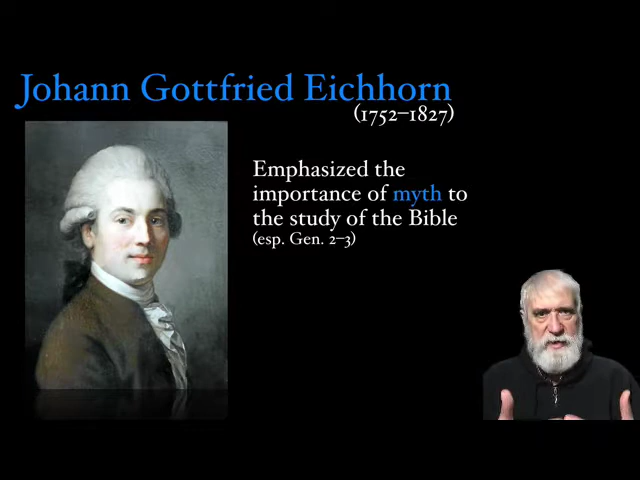 Johann Gottfried Eichhorn
(1752–1827)
Emphasized the
importance of myth to
the study of the Bible
(esp. Gen. 2–3)